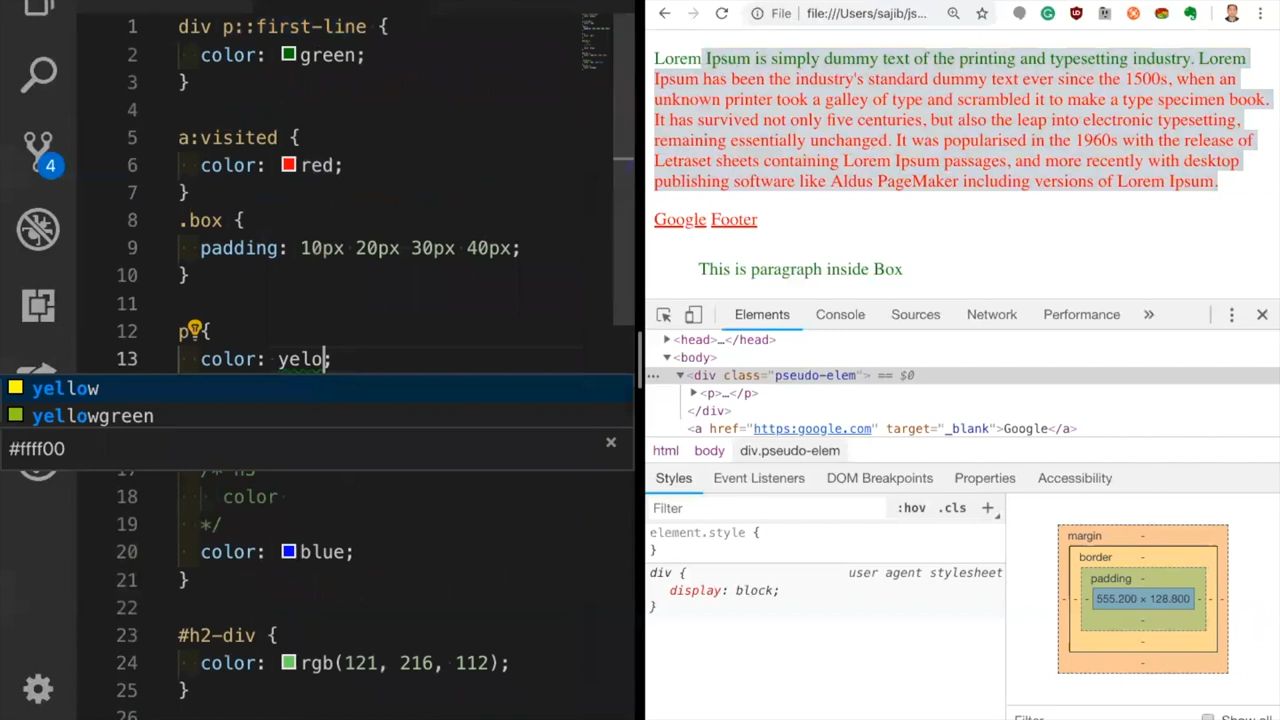 1 div p::first-line {
2 color: green;
3 }
4
5 a:visited {
6 color: red;
7 }
8 .box {
9 padding: 10px 20px 30px 40px;
10 }
11
12 p {
13 color: yelo;
yellow
yellowgreen
#ffff00
18 color
19 */
20 color: blue;
21 }
22
23 #h2-div {
24 color: rgb(121, 216, 112);
25 }
26
4
File file:///Users/sajib/js...
Lorem Ipsum is simply dummy text of the printing and typesetting industry. Lorem
Ipsum has been the industry's standard dummy text ever since the 1500s, when an
unknown printer took a galley of type and scrambled it to make a type specimen book.
It has survived not only five centuries, but also the leap into electronic typesetting,
remaining essentially unchanged. It was popularised in the 1960s with the release of
Letraset sheets containing Lorem Ipsum passages, and more recently with desktop
publishing software like Aldus PageMaker including versions of Lorem Ipsum.
Google Footer
This is paragraph inside Box
Elements Console Sources Network Performance »
<head>…</head>
<body>
… <div class="pseudo-elem"> == $0
<p>…</p>
</div>
<a href="https:google.com" target="_blank">Google</a>
html body div.pseudo-elem
Styles Event Listeners DOM Breakpoints Properties Accessibility
Filter :hov .cls +
element.style {
}
div { user agent stylesheet
display: block;
}
margin -
border -
padding -
- - - 555.200 × 128.800 - - -
-
-
-
Filter Show all